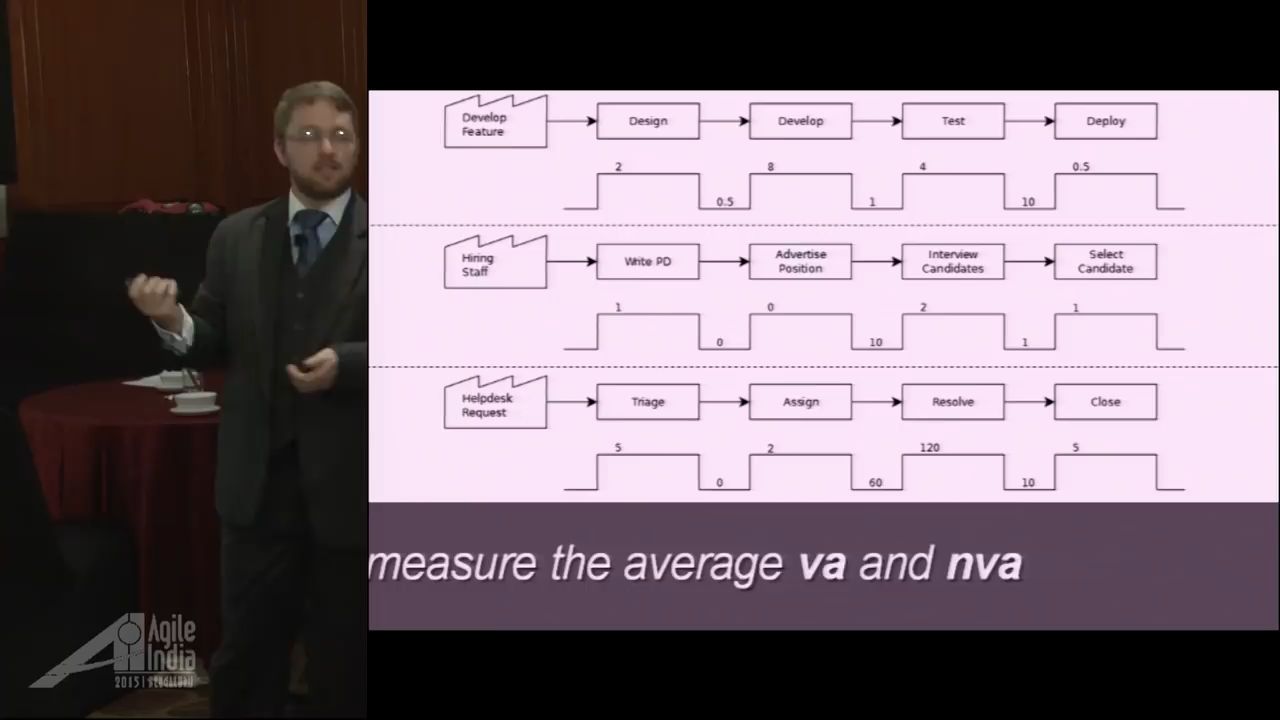 Develop
Feature
Design
Develop
Test
Deploy
2
8
4
0.5
0.5
1
10
Hiring
Staff
Write PD
Advertise
Position
Interview
Candidates
Select
Candidate
1
0
2
1
0
10
1
Helpdesk
Request
Triage
Assign
Resolve
Close
5
2
120
5
0
60
10
measure the average va and nva
Agile
India
2015 | BENGALURU